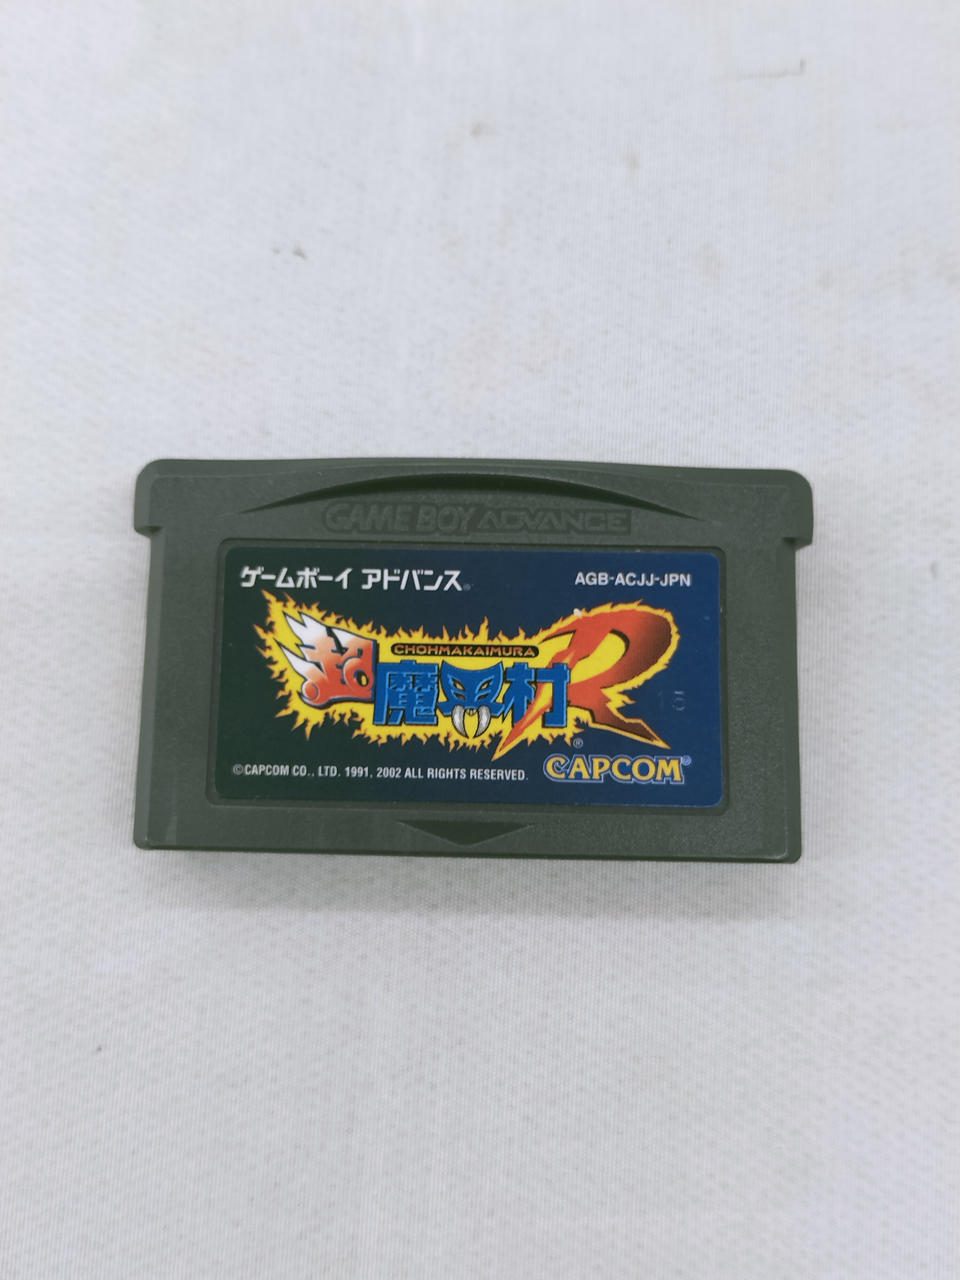 GAME BOY ADVANCE
ゲームボーイ アドバンス
AGB-ACJJ-JPN
CHOHMAKAIMURA
超魔界村R
©CAPCOM CO., LTD. 1991, 2002 ALL RIGHTS RESERVED.
CAPCOM®